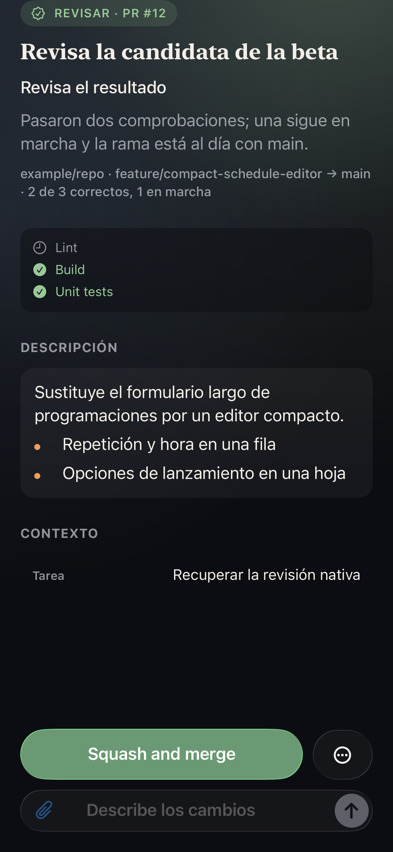 REVISAR · PR #12
Revisa la candidata de la beta
Revisa el resultado
Pasaron dos comprobaciones; una sigue en
marcha y la rama está al día con main.
example/repo · feature/compact-schedule-editor → main
· 2 de 3 correctos, 1 en marcha
Lint
Build
Unit tests
DESCRIPCIÓN
Sustituye el formulario largo de
programaciones por un editor compacto.
• Repetición y hora en una fila
• Opciones de lanzamiento en una hoja
CONTEXTO
Tarea Recuperar la revisión nativa
Squash and merge
Describe los cambios